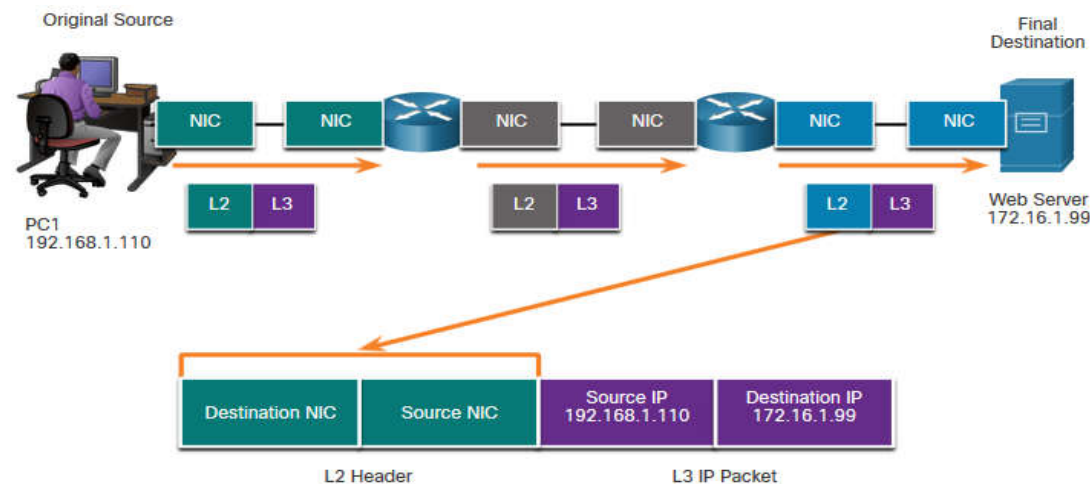 Original Source
Final
Destination
NIC
NIC
NIC
NIC
NIC
NIC
L2
L3
L2
L3
L2
L3
PC1
192.168.1.110
Web Server
172.16.1.99
Destination NIC
Source NIC
Source IP
192.168.1.110
Destination IP
172.16.1.99
L2 Header
L3 IP Packet